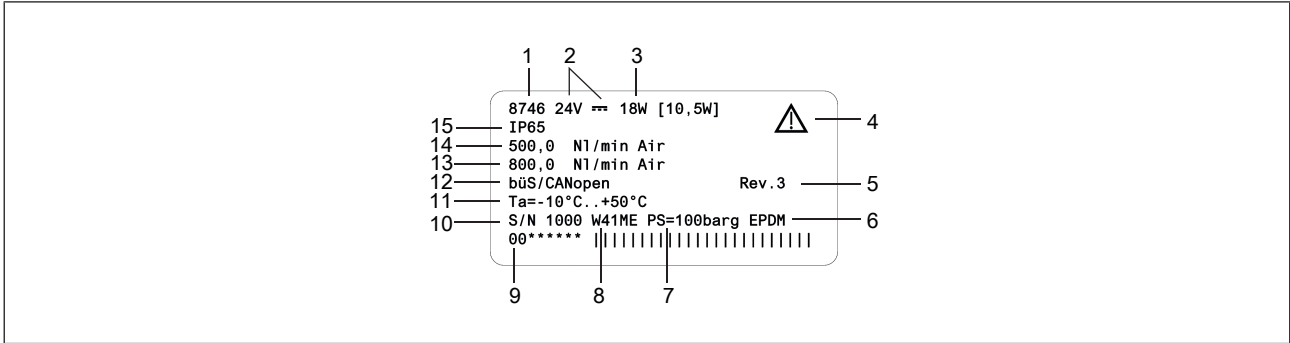 1 2 3
8746 24V ⎓ 18W [10,5W]
4
15 IP65
14 500,0 Nl/min Air
13 800,0 Nl/min Air
12 büS/CANopen Rev.3 5
11 Ta=-10°C..+50°C
10 S/N 1000 W41ME PS=100barg EPDM 6
00******
9 8 7